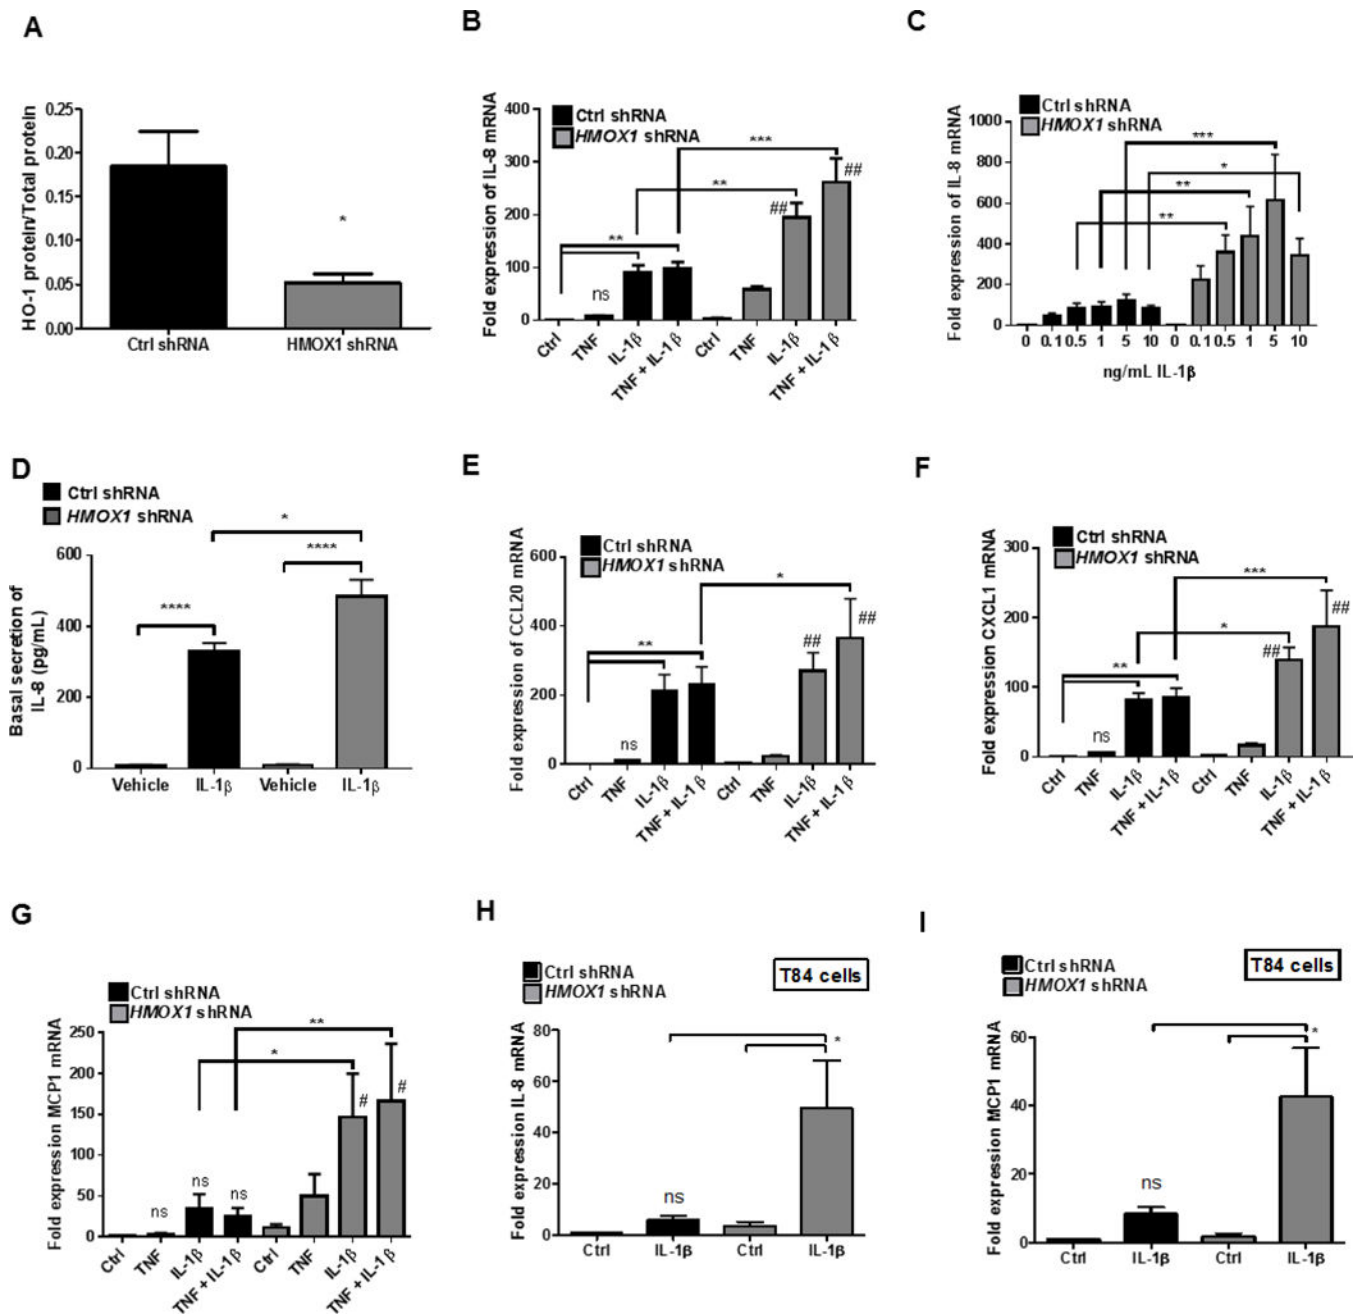 A
HO-1 protein/Total protein
0.25
0.20
0.15
0.10
0.05
0.00
*
Ctrl shRNA
HMOX1 shRNA
B
Ctrl shRNA
HMOX1 shRNA
Fold expression of IL-8 mRNA
400
300
200
100
0
***
**
##
##
**
ns
Ctrl
TNF
IL-1β
TNF + IL-1β
Ctrl
TNF
IL-1β
TNF + IL-1β
C
Ctrl shRNA
HMOX1 shRNA
Fold expression of IL-8 mRNA
1000
800
600
400
200
0
***
*
**
**
0 0.1 0.5 1 5 10 0 0.1 0.5 1 5 10
ng/mL IL-1β
D
Ctrl shRNA
HMOX1 shRNA
Basal secretion of
IL-8 (pg/mL)
600
400
200
0
*
****
****
Vehicle IL-1β Vehicle IL-1β
E
Ctrl shRNA
HMOX1 shRNA
Fold expression of CCL20 mRNA
600
400
200
0
*
##
**
##
ns
Ctrl
TNF
IL-1β
TNF + IL-1β
Ctrl
TNF
IL-1β
TNF + IL-1β
F
Ctrl shRNA
HMOX1 shRNA
Fold expression CXCL1 mRNA
300
200
100
0
***
##
*
##
**
ns
Ctrl
TNF
IL-1β
TNF + IL-1β
Ctrl
TNF
IL-1β
TNF + IL-1β
G
Ctrl shRNA
HMOX1 shRNA
Fold expression MCP1 mRNA
250
200
150
100
50
0
**
*
#
#
ns
ns
ns
Ctrl
TNF
IL-1β
TNF + IL-1β
Ctrl
TNF
IL-1β
TNF + IL-1β
H
Ctrl shRNA
HMOX1 shRNA
T84 cells
Fold expression IL-8 mRNA
80
60
40
20
0
*
ns
Ctrl IL-1β Ctrl IL-1β
I
Ctrl shRNA
HMOX1 shRNA
T84 cells
Fold expression MCP1 mRNA
60
40
20
0
*
ns
Ctrl IL-1β Ctrl IL-1β